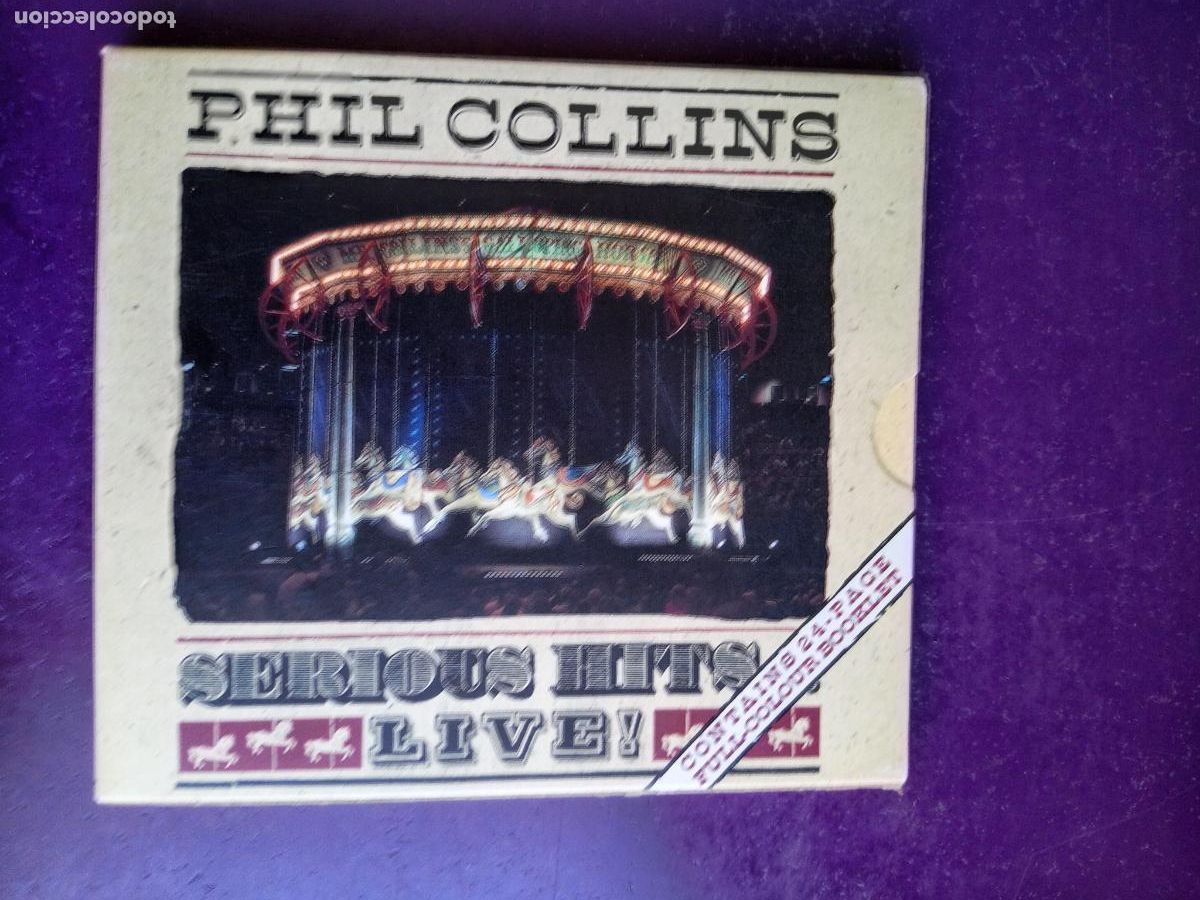 todocoleccion
PHIL COLLINS
SERIOUS HITS
LIVE!
CONTAINS 24-PAGE
FULL-COLOUR BOOKLET